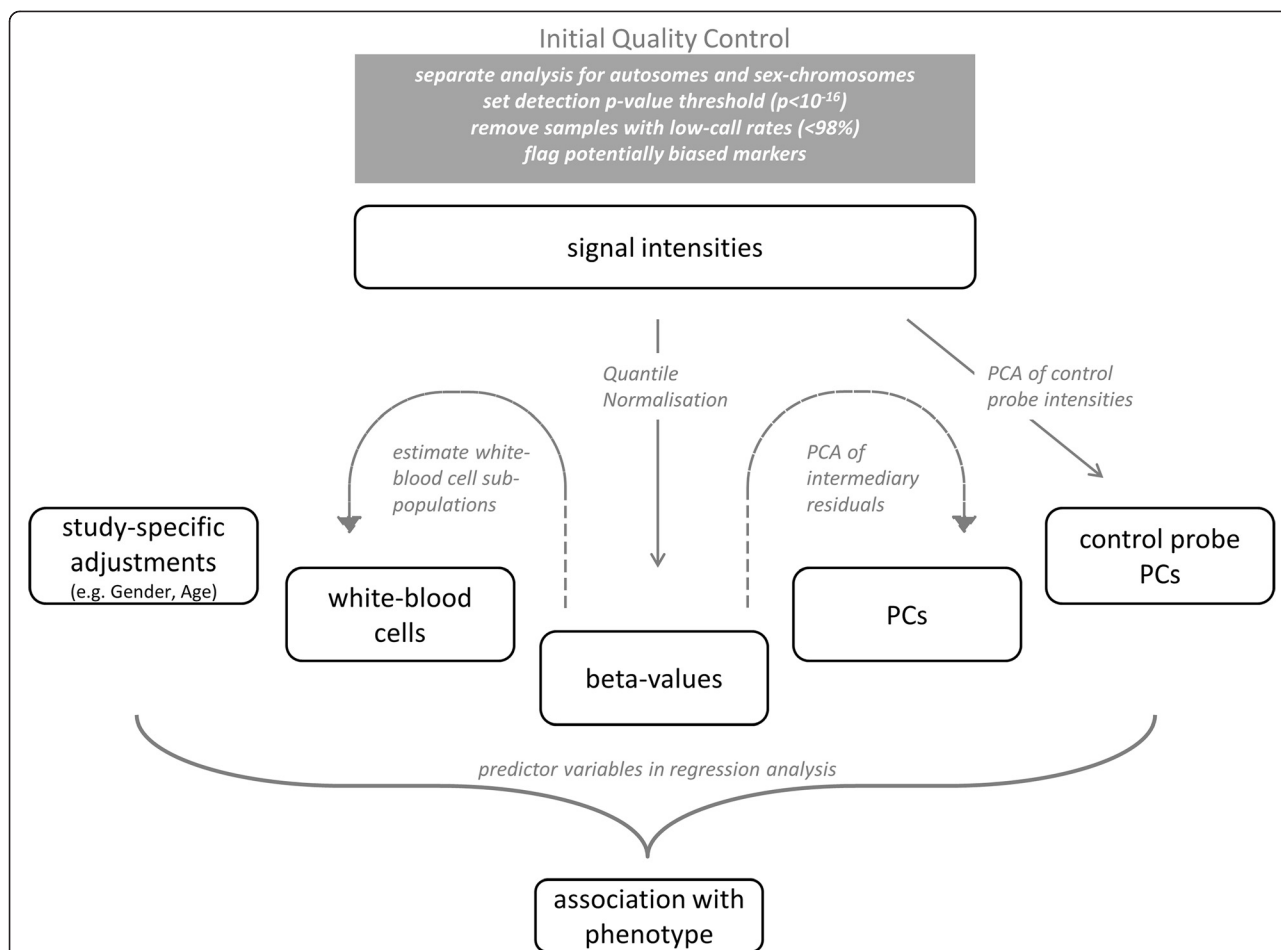 Initial Quality Control
separate analysis for autosomes and sex-chromosomes
set detection p-value threshold (p<10⁻¹⁶)
remove samples with low-call rates (<98%)
flag potentially biased markers
signal intensities
Quantile
Normalisation
PCA of control
probe intensities
estimate white-
blood cell sub-
populations
PCA of
intermediary
residuals
study-specific
adjustments
(e.g. Gender, Age)
white-blood
cells
beta-values
PCs
control probe
PCs
predictor variables in regression analysis
association with
phenotype